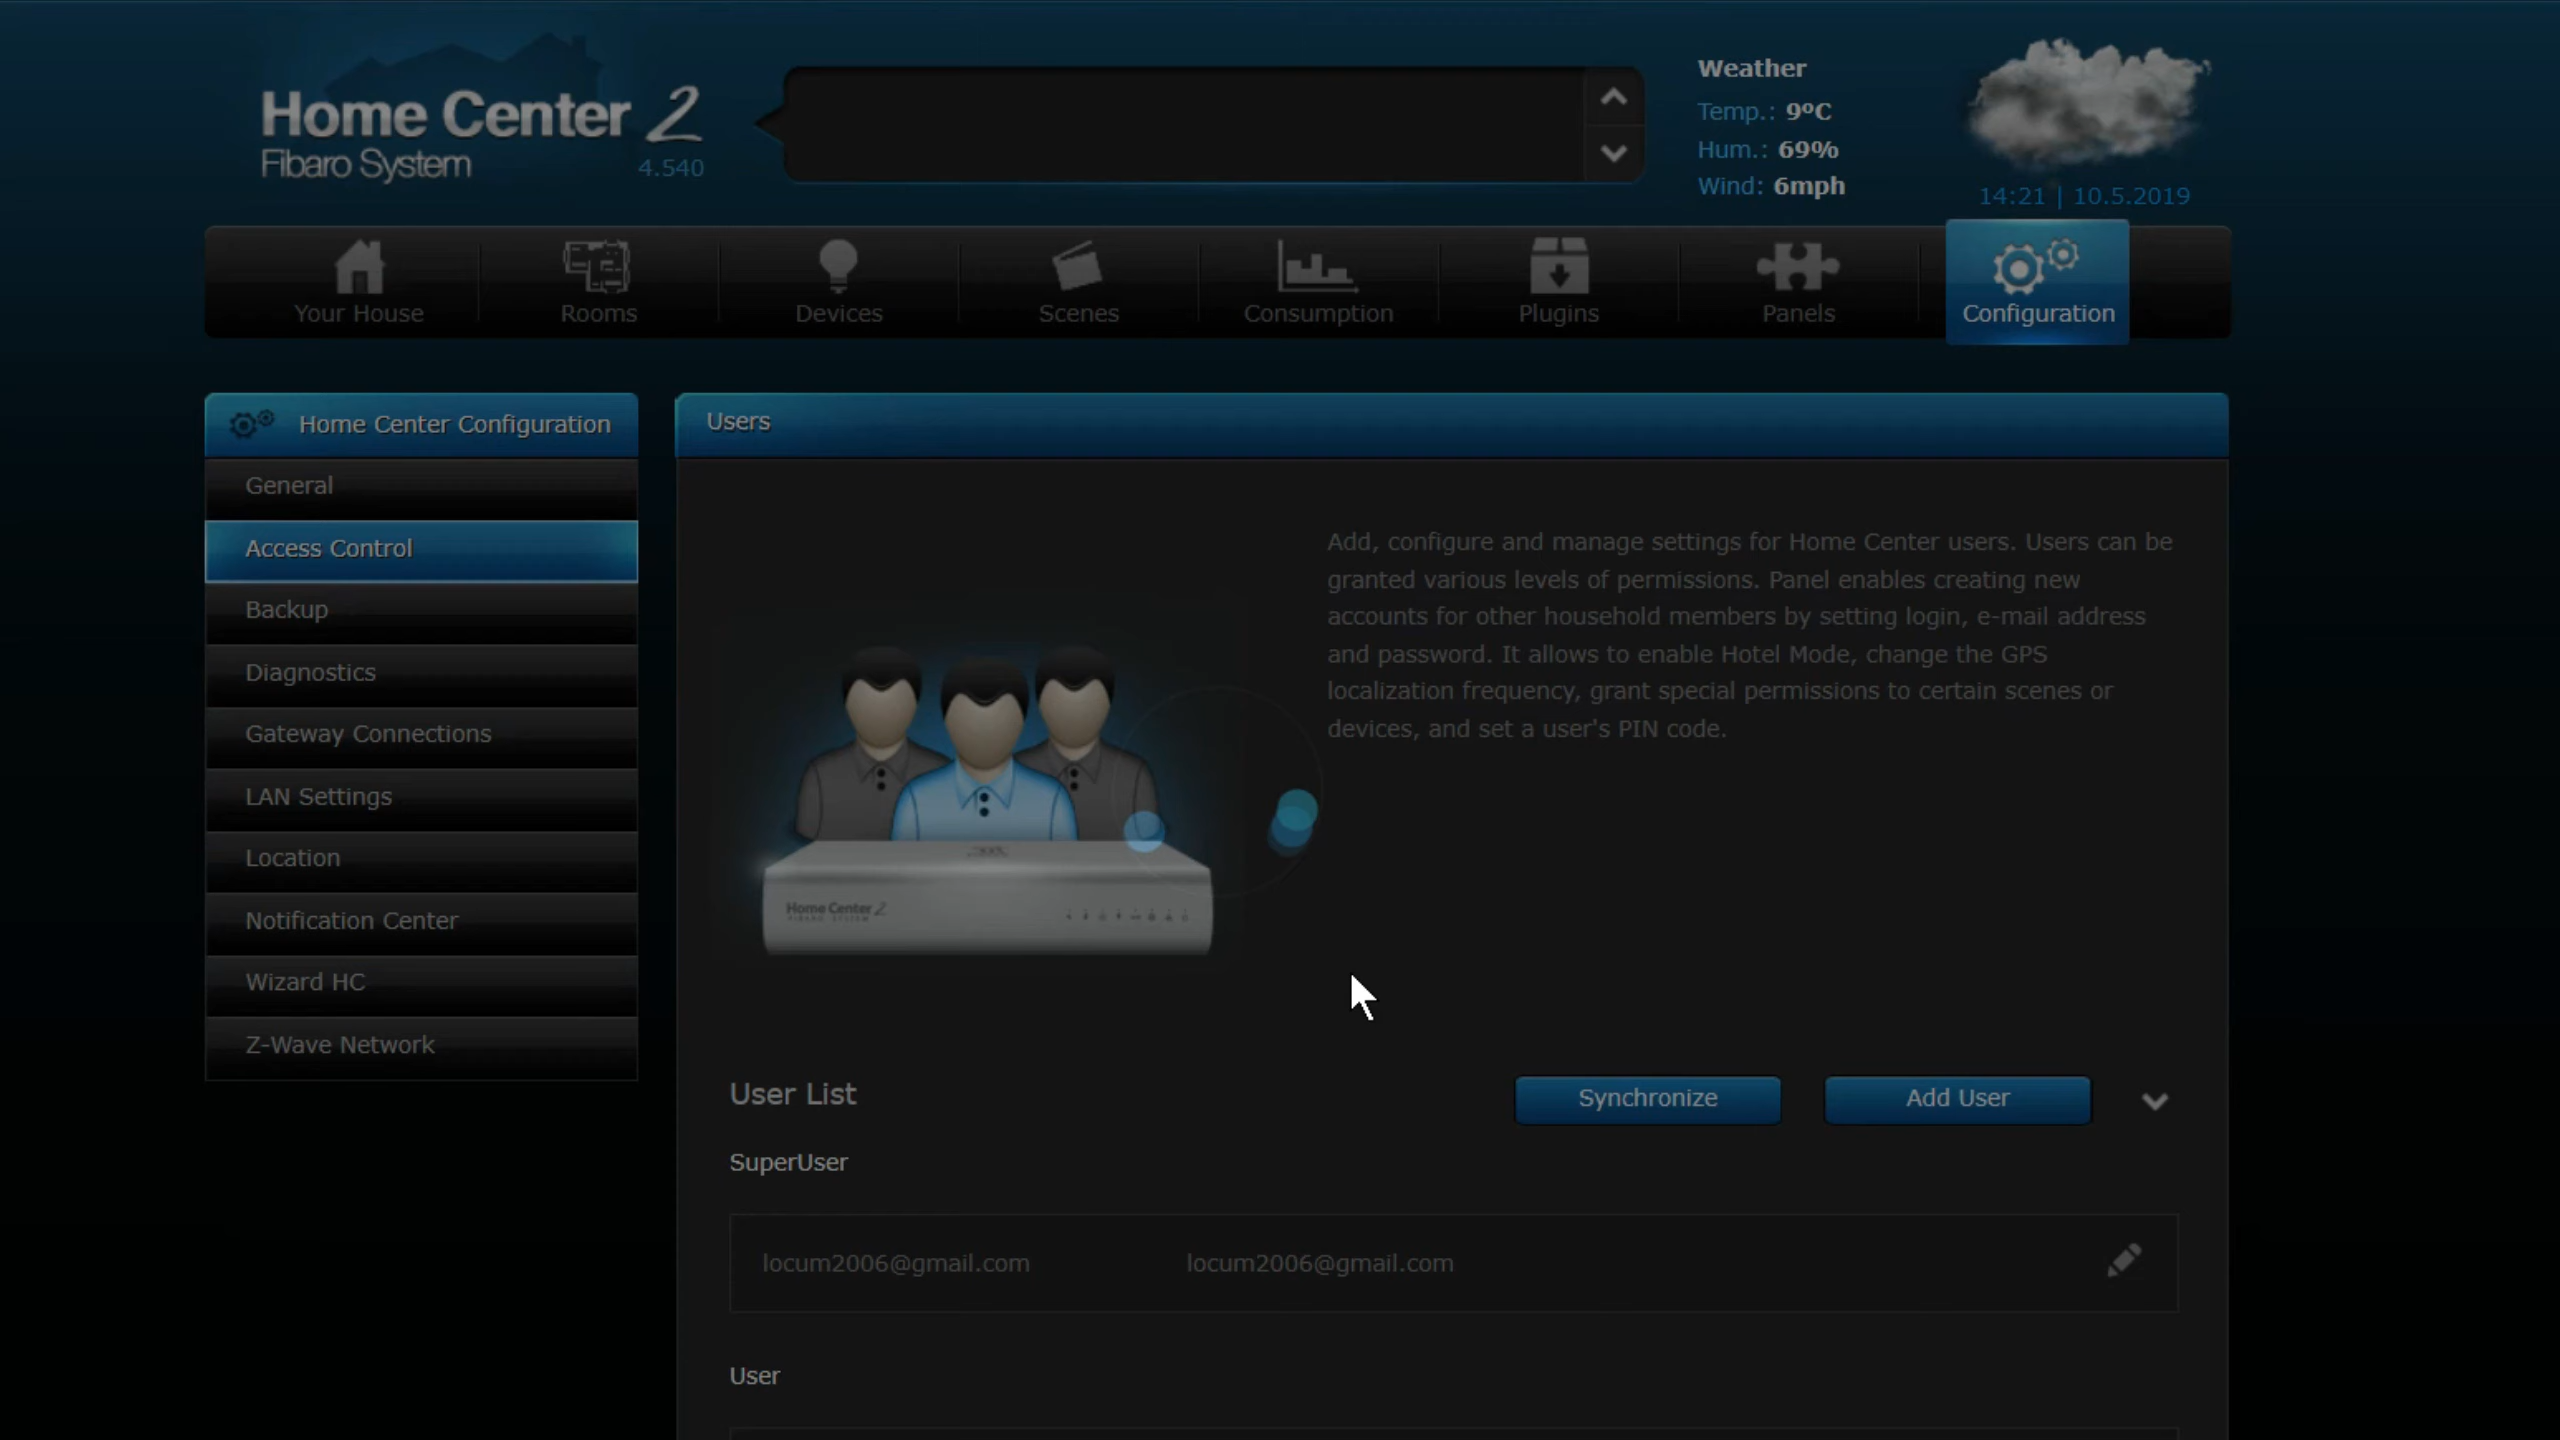 Home Center 2
Fibaro System
4.540
Weather
Temp.: 9ºC
Hum.: 69%
Wind: 6mph
14:21 | 10.5.2019
Your House
Rooms
Devices
Scenes
Consumption
Plugins
Panels
Configuration
Home Center Configuration
General
Access Control
Backup
Diagnostics
Gateway Connections
LAN Settings
Location
Notification Center
Wizard HC
Z-Wave Network
Users
Add, configure and manage settings for Home Center users. Users can be
granted various levels of permissions. Panel enables creating new
accounts for other household members by setting login, e-mail address
and password. It allows to enable Hotel Mode, change the GPS
localization frequency, grant special permissions to certain scenes or
devices, and set a user's PIN code.
Home Center 2
FIBARO SYSTEM
User List
Synchronize
Add User
SuperUser
locum2006@gmail.com locum2006@gmail.com
User